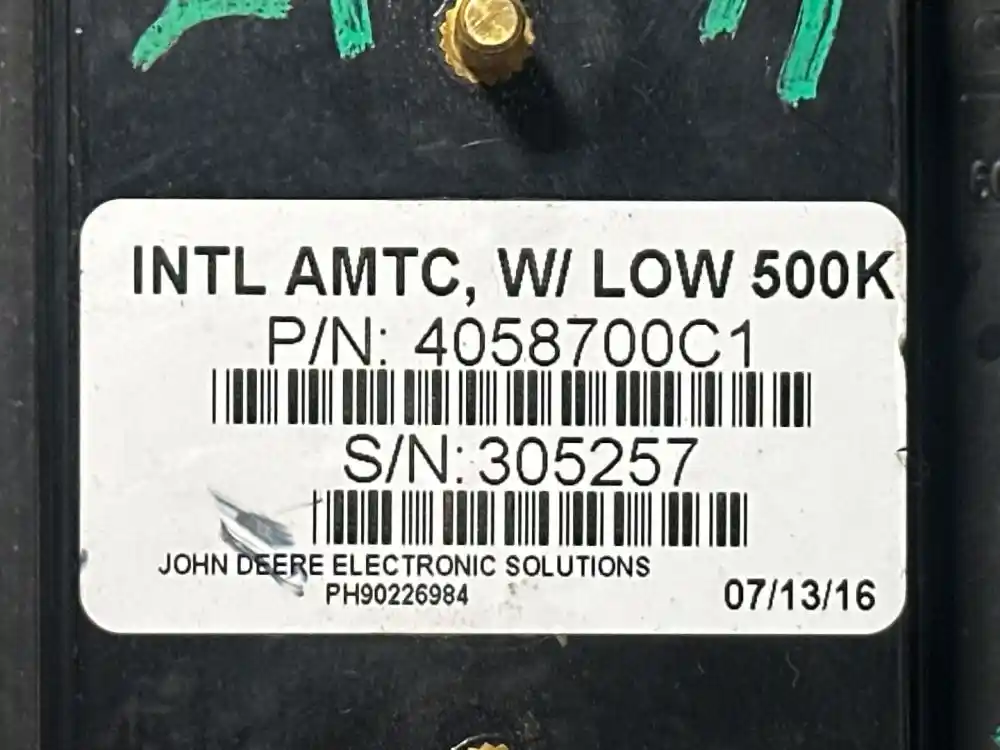 INTL AMTC, W/ LOW 500K
P/N: 4058700C1
S/N: 305257
JOHN DEERE ELECTRONIC SOLUTIONS
PH90226984
07/13/16